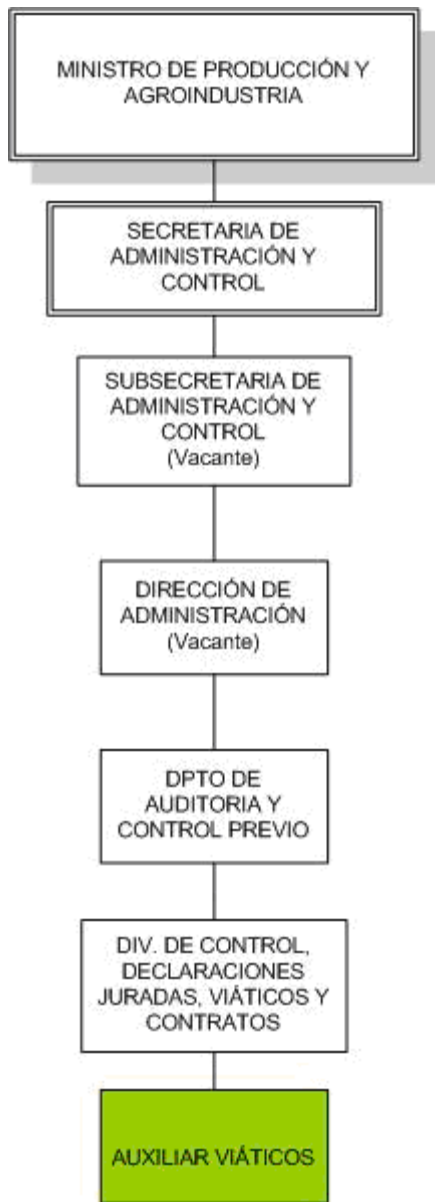 MINISTRO DE PRODUCCIÓN Y
AGROINDUSTRIA
SECRETARIA DE
ADMINISTRACIÓN Y
CONTROL
SUBSECRETARIA DE
ADMINISTRACIÓN Y
CONTROL
(Vacante)
DIRECCIÓN DE
ADMINISTRACIÓN
(Vacante)
DPTO DE
AUDITORIA Y
CONTROL PREVIO
DIV. DE CONTROL,
DECLARACIONES
JURADAS, VIÁTICOS Y
CONTRATOS
AUXILIAR VIÁTICOS